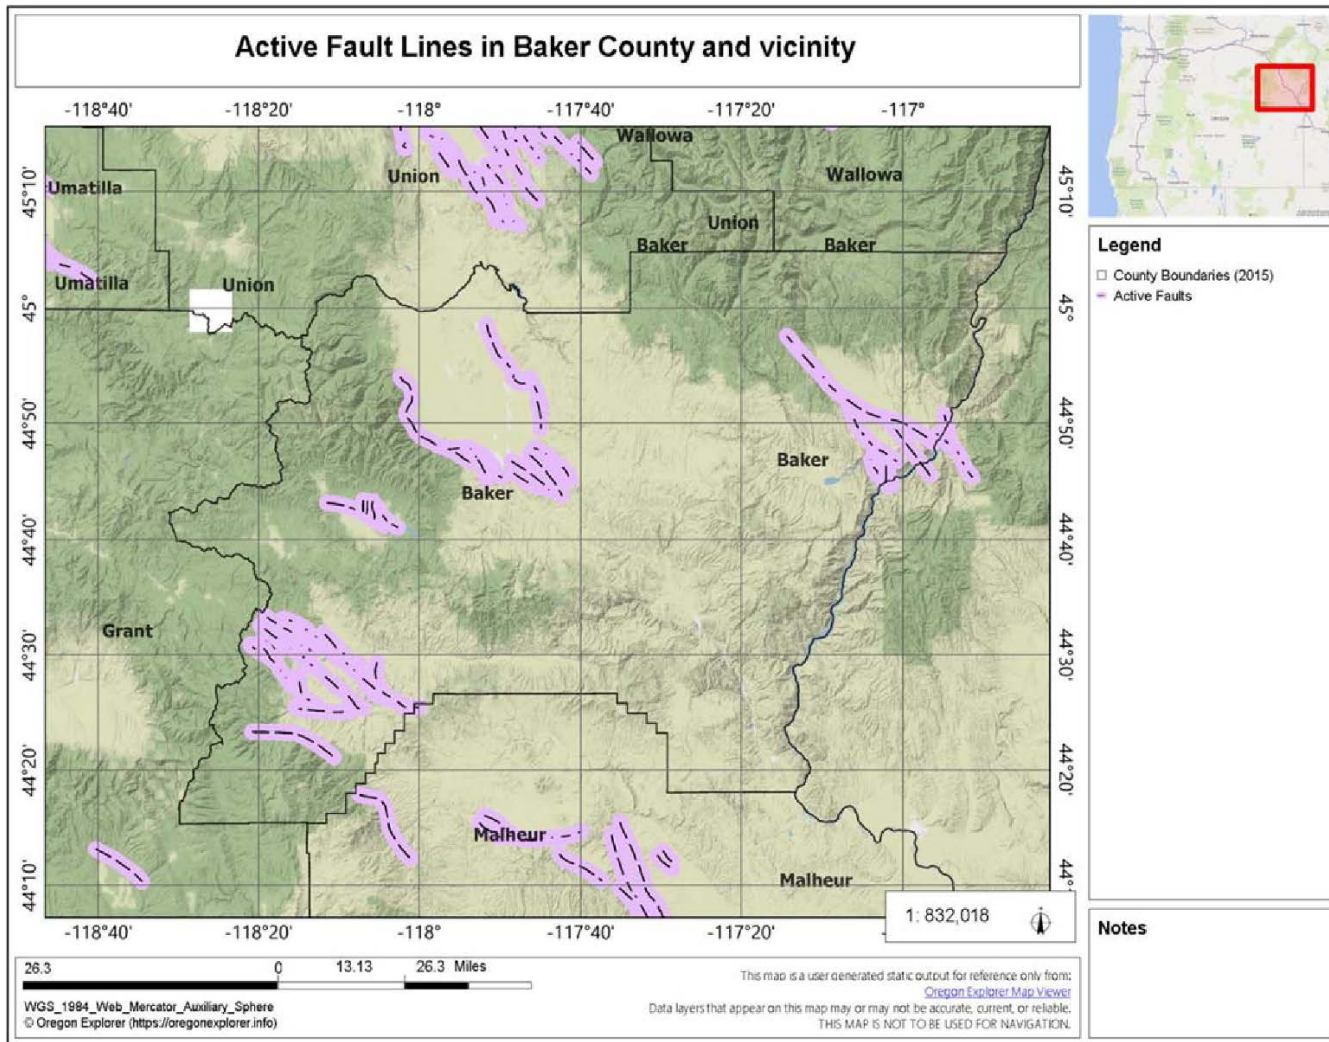 Active Fault Lines in Baker County and vicinity
-118°40' -118°20' -118° -117°40' -117°20' -117°
Wallowa
Union
Wallowa
Umatilla
45°10'
45°10'
Union
Baker
Baker
Umatilla
Union
45°
45°
44°50'
44°50'
Baker
Baker
44°40'
44°40'
Grant
44°30'
44°30'
44°20'
44°20'
Malheur
Malheur
44°10'
44°
1: 832,018
-118°40' -118°20' -118° -117°40' -117°20'
Legend
County Boundaries (2015)
Active Faults
Notes
26.3 0 13.13 26.3 Miles
WGS_1984_Web_Mercator_Auxiliary_Sphere
© Oregon Explorer (https://oregonexplorer.info)
This map is a user generated static output for reference only from:
Oregon Explorer Map Viewer
Data layers that appear on this map may or may not be accurate, current, or reliable.
THIS MAP IS NOT TO BE USED FOR NAVIGATION.